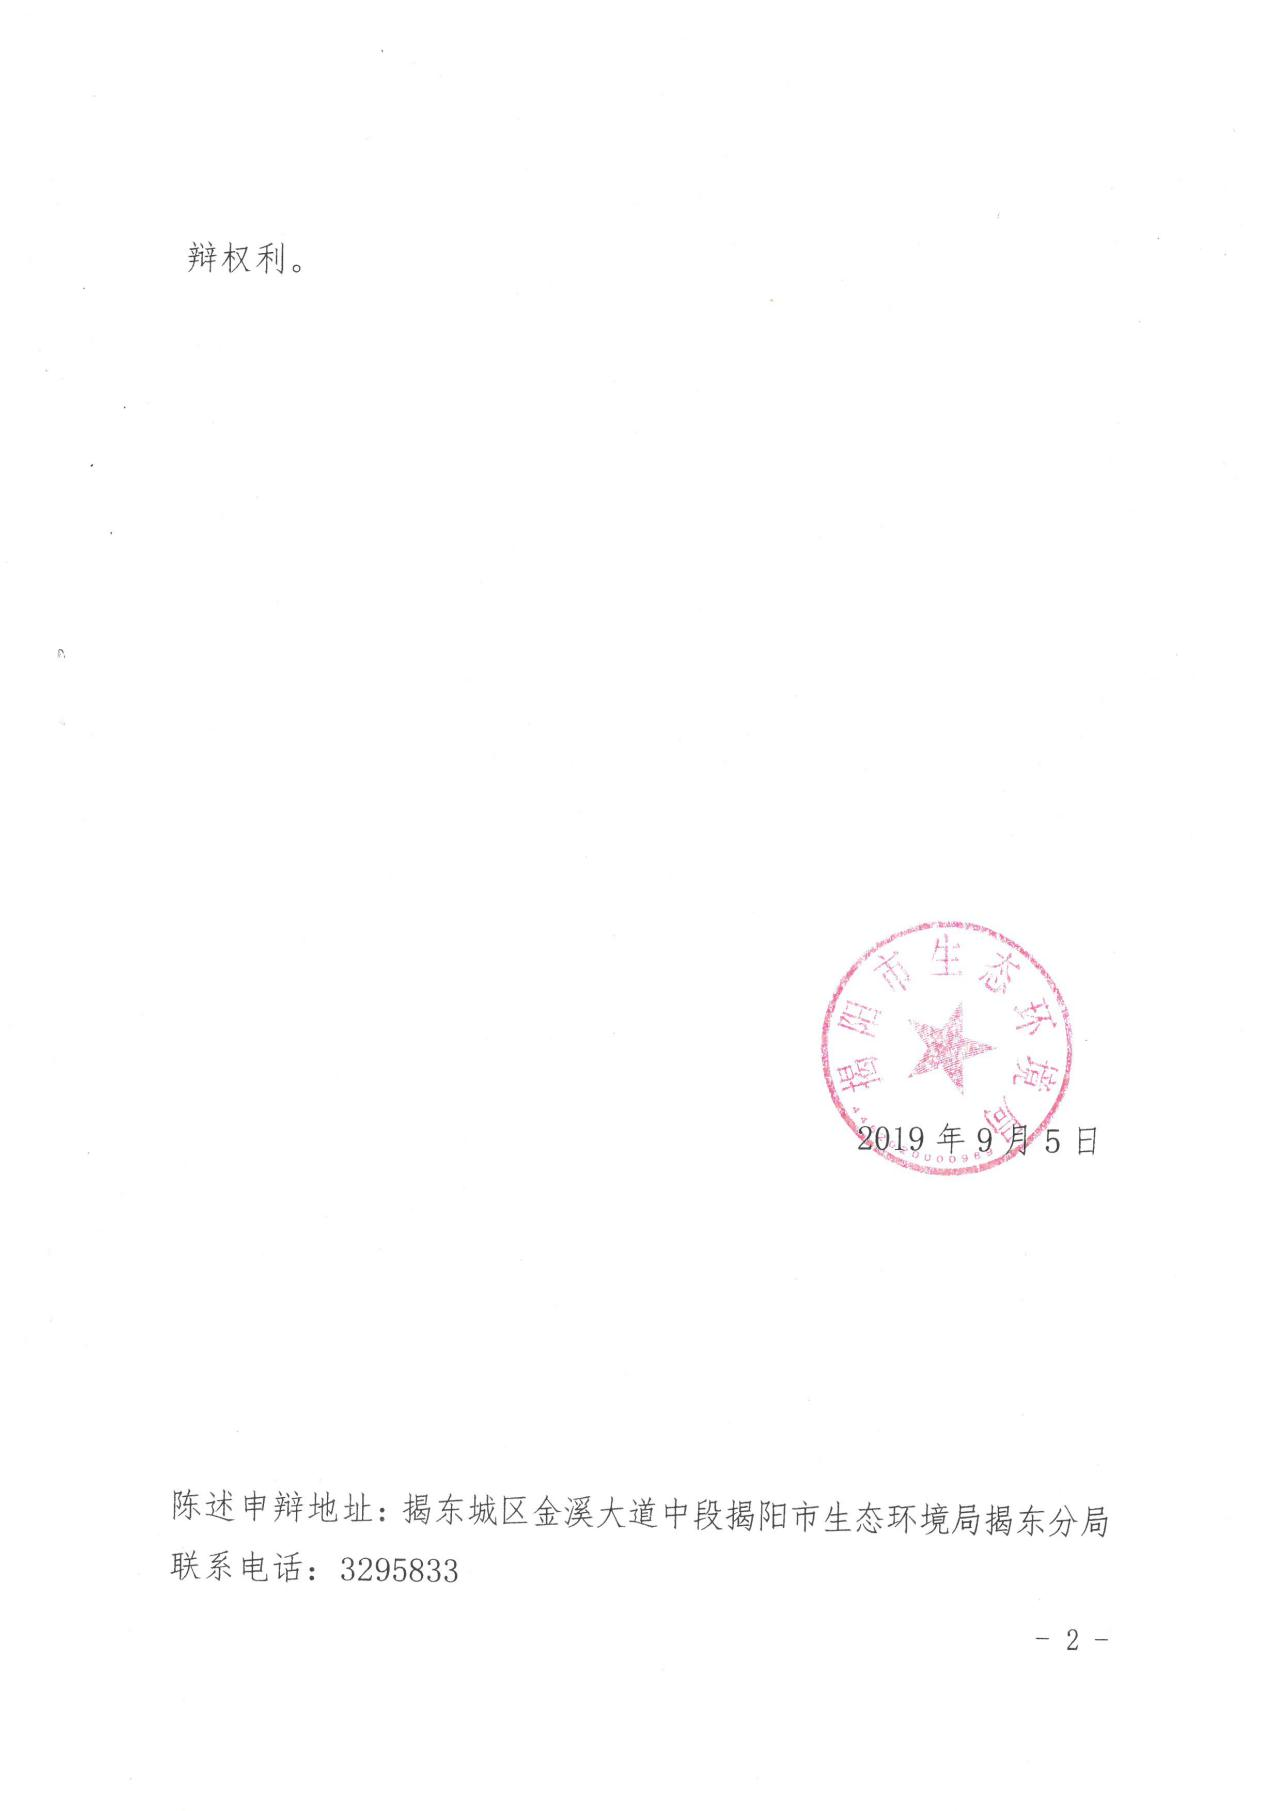 辩权利。
揭阳市生态环境局
2019年9月5日
陈述申辩地址：揭东城区金溪大道中段揭阳市生态环境局揭东分局
联系电话：3295833
- 2 -